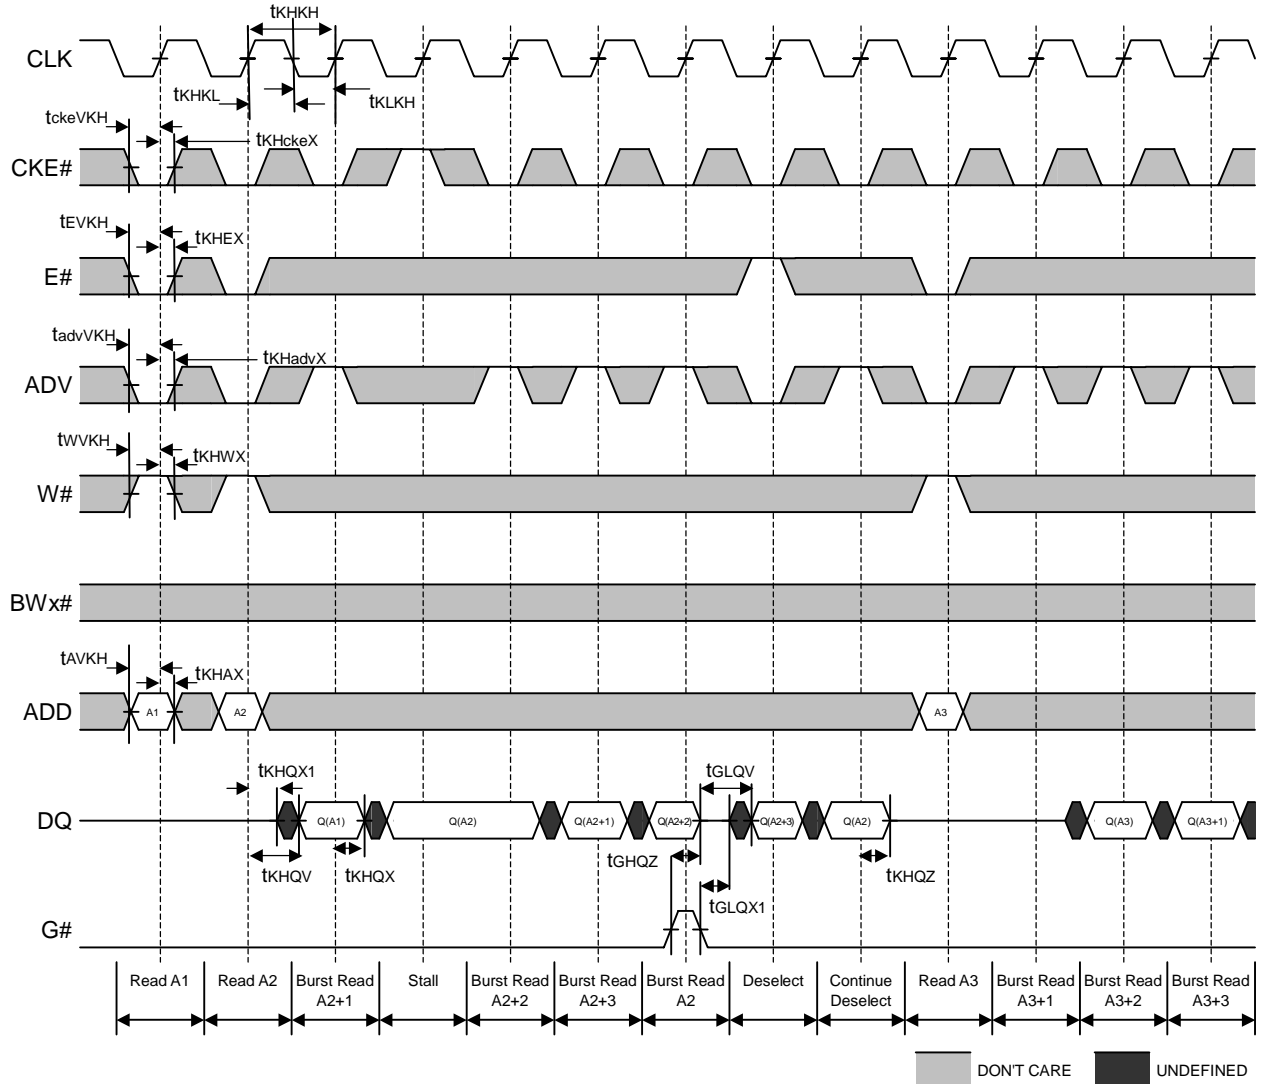 tKHKH
CLK
tKHKL
tKLKH
tckeVKH
tKHckeX
CKE#
tEVKH
tKHEX
E#
tadvVKH
tKHadvX
ADV
tWVKH
tKHWX
W#
BWx#
tAVKH
tKHAX
ADD
A1
A2
A3
tKHQX1
tGLQV
DQ
Q(A1)
Q(A2)
Q(A2+1)
Q(A2+2)
Q(A2+3)
Q(A2)
Q(A3)
Q(A3+1)
tKHQV
tKHQX
tGHQZ
tKHQZ
tGLQX1
G#
Read A1
Read A2
Burst Read
A2+1
Stall
Burst Read
A2+2
Burst Read
A2+3
Burst Read
A2
Deselect
Continue
Deselect
Read A3
Burst Read
A3+1
Burst Read
A3+2
Burst Read
A3+3
DON'T CARE
UNDEFINED